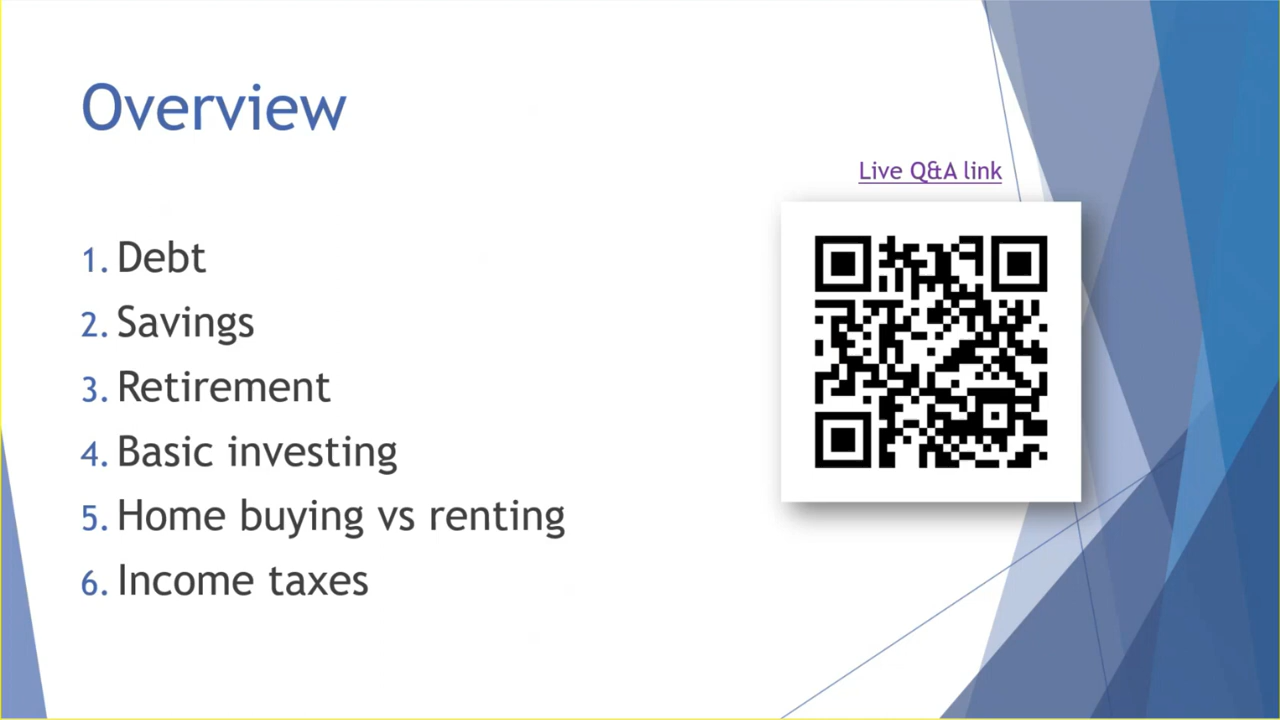 Overview
Live Q&A link
1. Debt
2. Savings
3. Retirement
4. Basic investing
5. Home buying vs renting
6. Income taxes